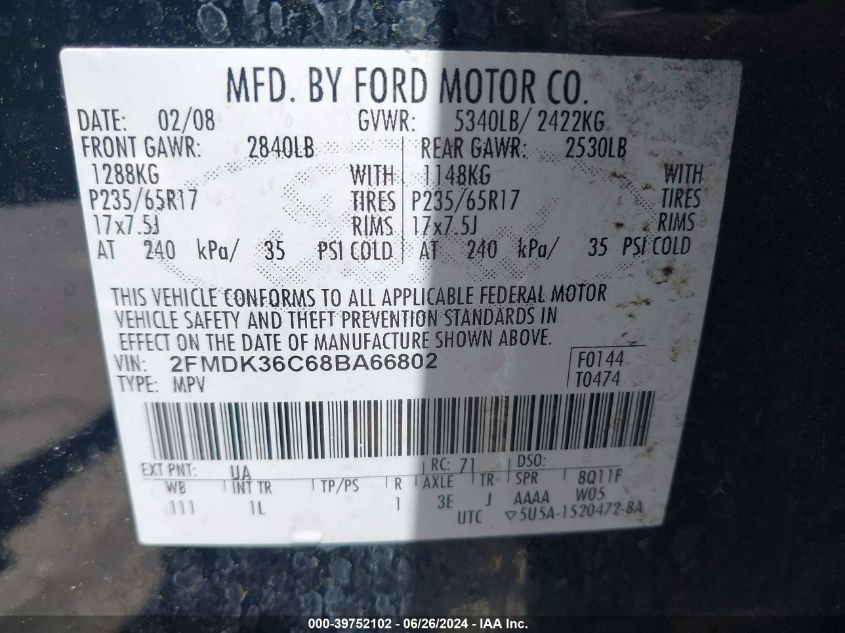 MFD. BY FORD MOTOR CO.
DATE: 02/08 GVWR: 5340LB/ 2422KG
FRONT GAWR: 2840LB REAR GAWR: 2530LB
1288KG WITH 1148KG WITH
P235/65R17 TIRES P235/65R17 TIRES
17x7.5J RIMS 17x7.5J RIMS
AT 240 kPa/ 35 PSI COLD AT 240 kPa/ 35 PSI COLD
THIS VEHICLE CONFORMS TO ALL APPLICABLE FEDERAL MOTOR
VEHICLE SAFETY AND THEFT PREVENTION STANDARDS IN
EFFECT ON THE DATE OF MANUFACTURE SHOWN ABOVE.
VIN: 2FMDK36C68BA66802 F0144
TYPE: MPV T0474
EXT PNT: UA RC: 71 DSO:
WB INT TR TP/PS R AXLE TR SPR 8Q11F
111 1L 1 3E J AAAA W05
UTC ▽5U5A-1520472-BA
000-39752102 - 06/26/2024 - IAA Inc.